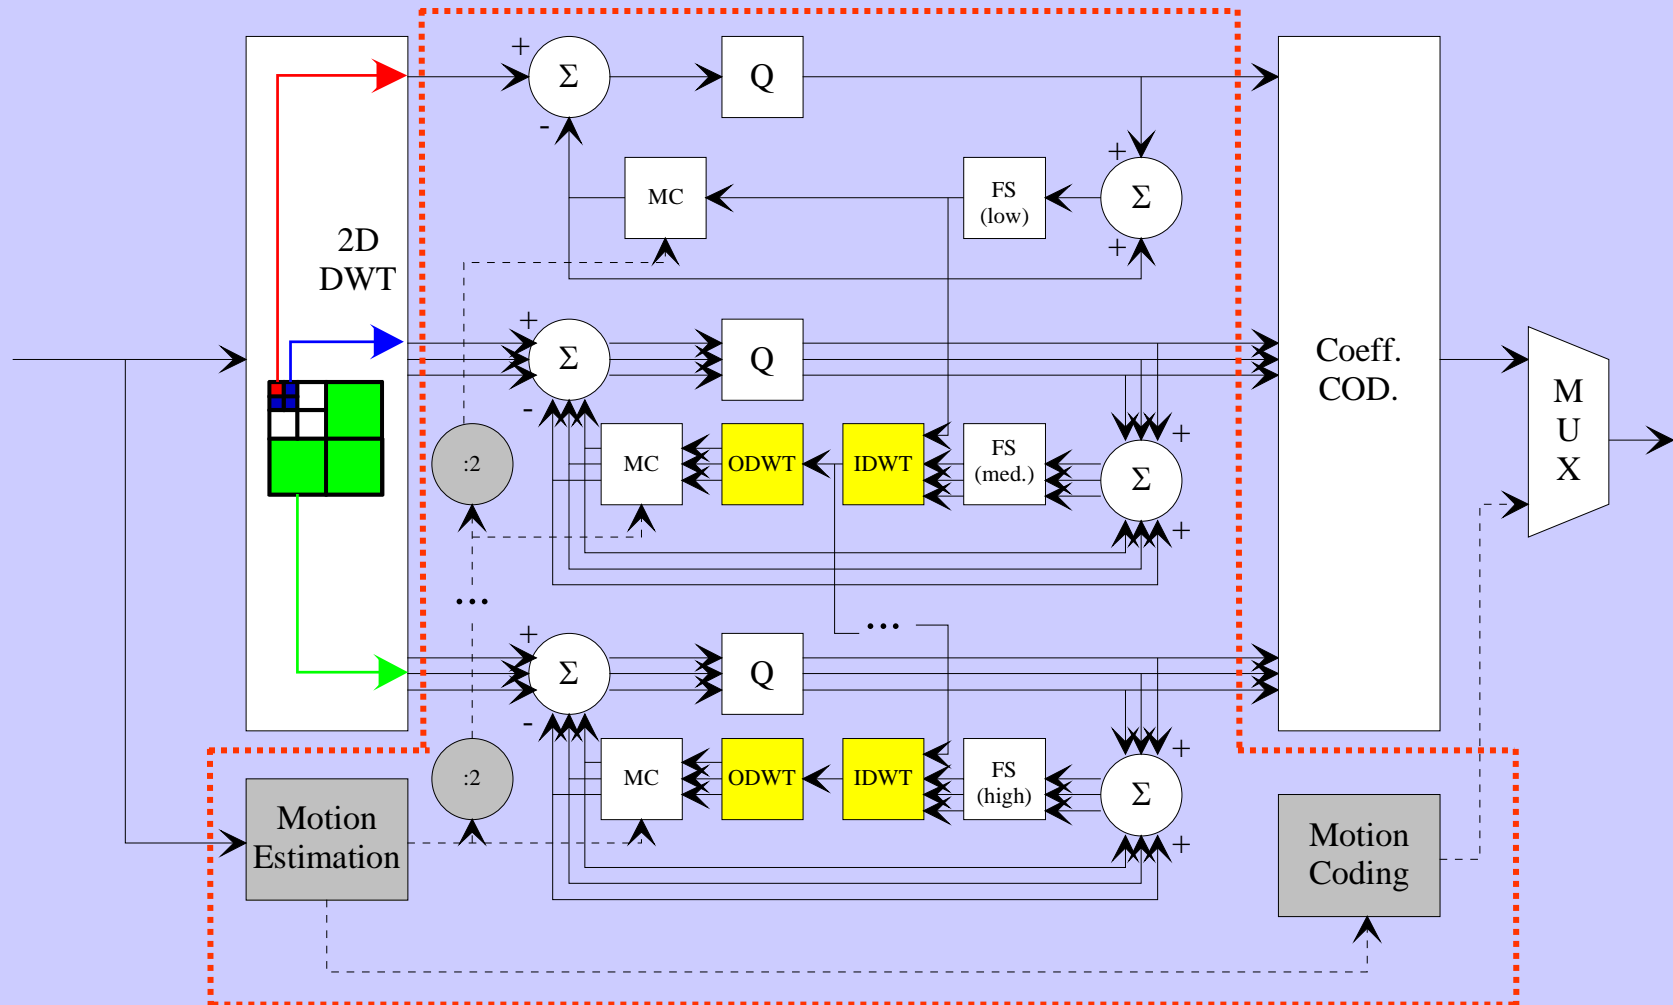 2D
DWT
+
Σ
-
Q
MC
FS
(low)
+
Σ
+
+
Σ
-
Q
:2
MC
ODWT
IDWT
FS
(med.)
+
Σ
+
...
...
+
Σ
-
Q
:2
MC
ODWT
IDWT
FS
(high)
+
Σ
+
Motion
Estimation
Coeff.
COD.
Motion
Coding
M
U
X